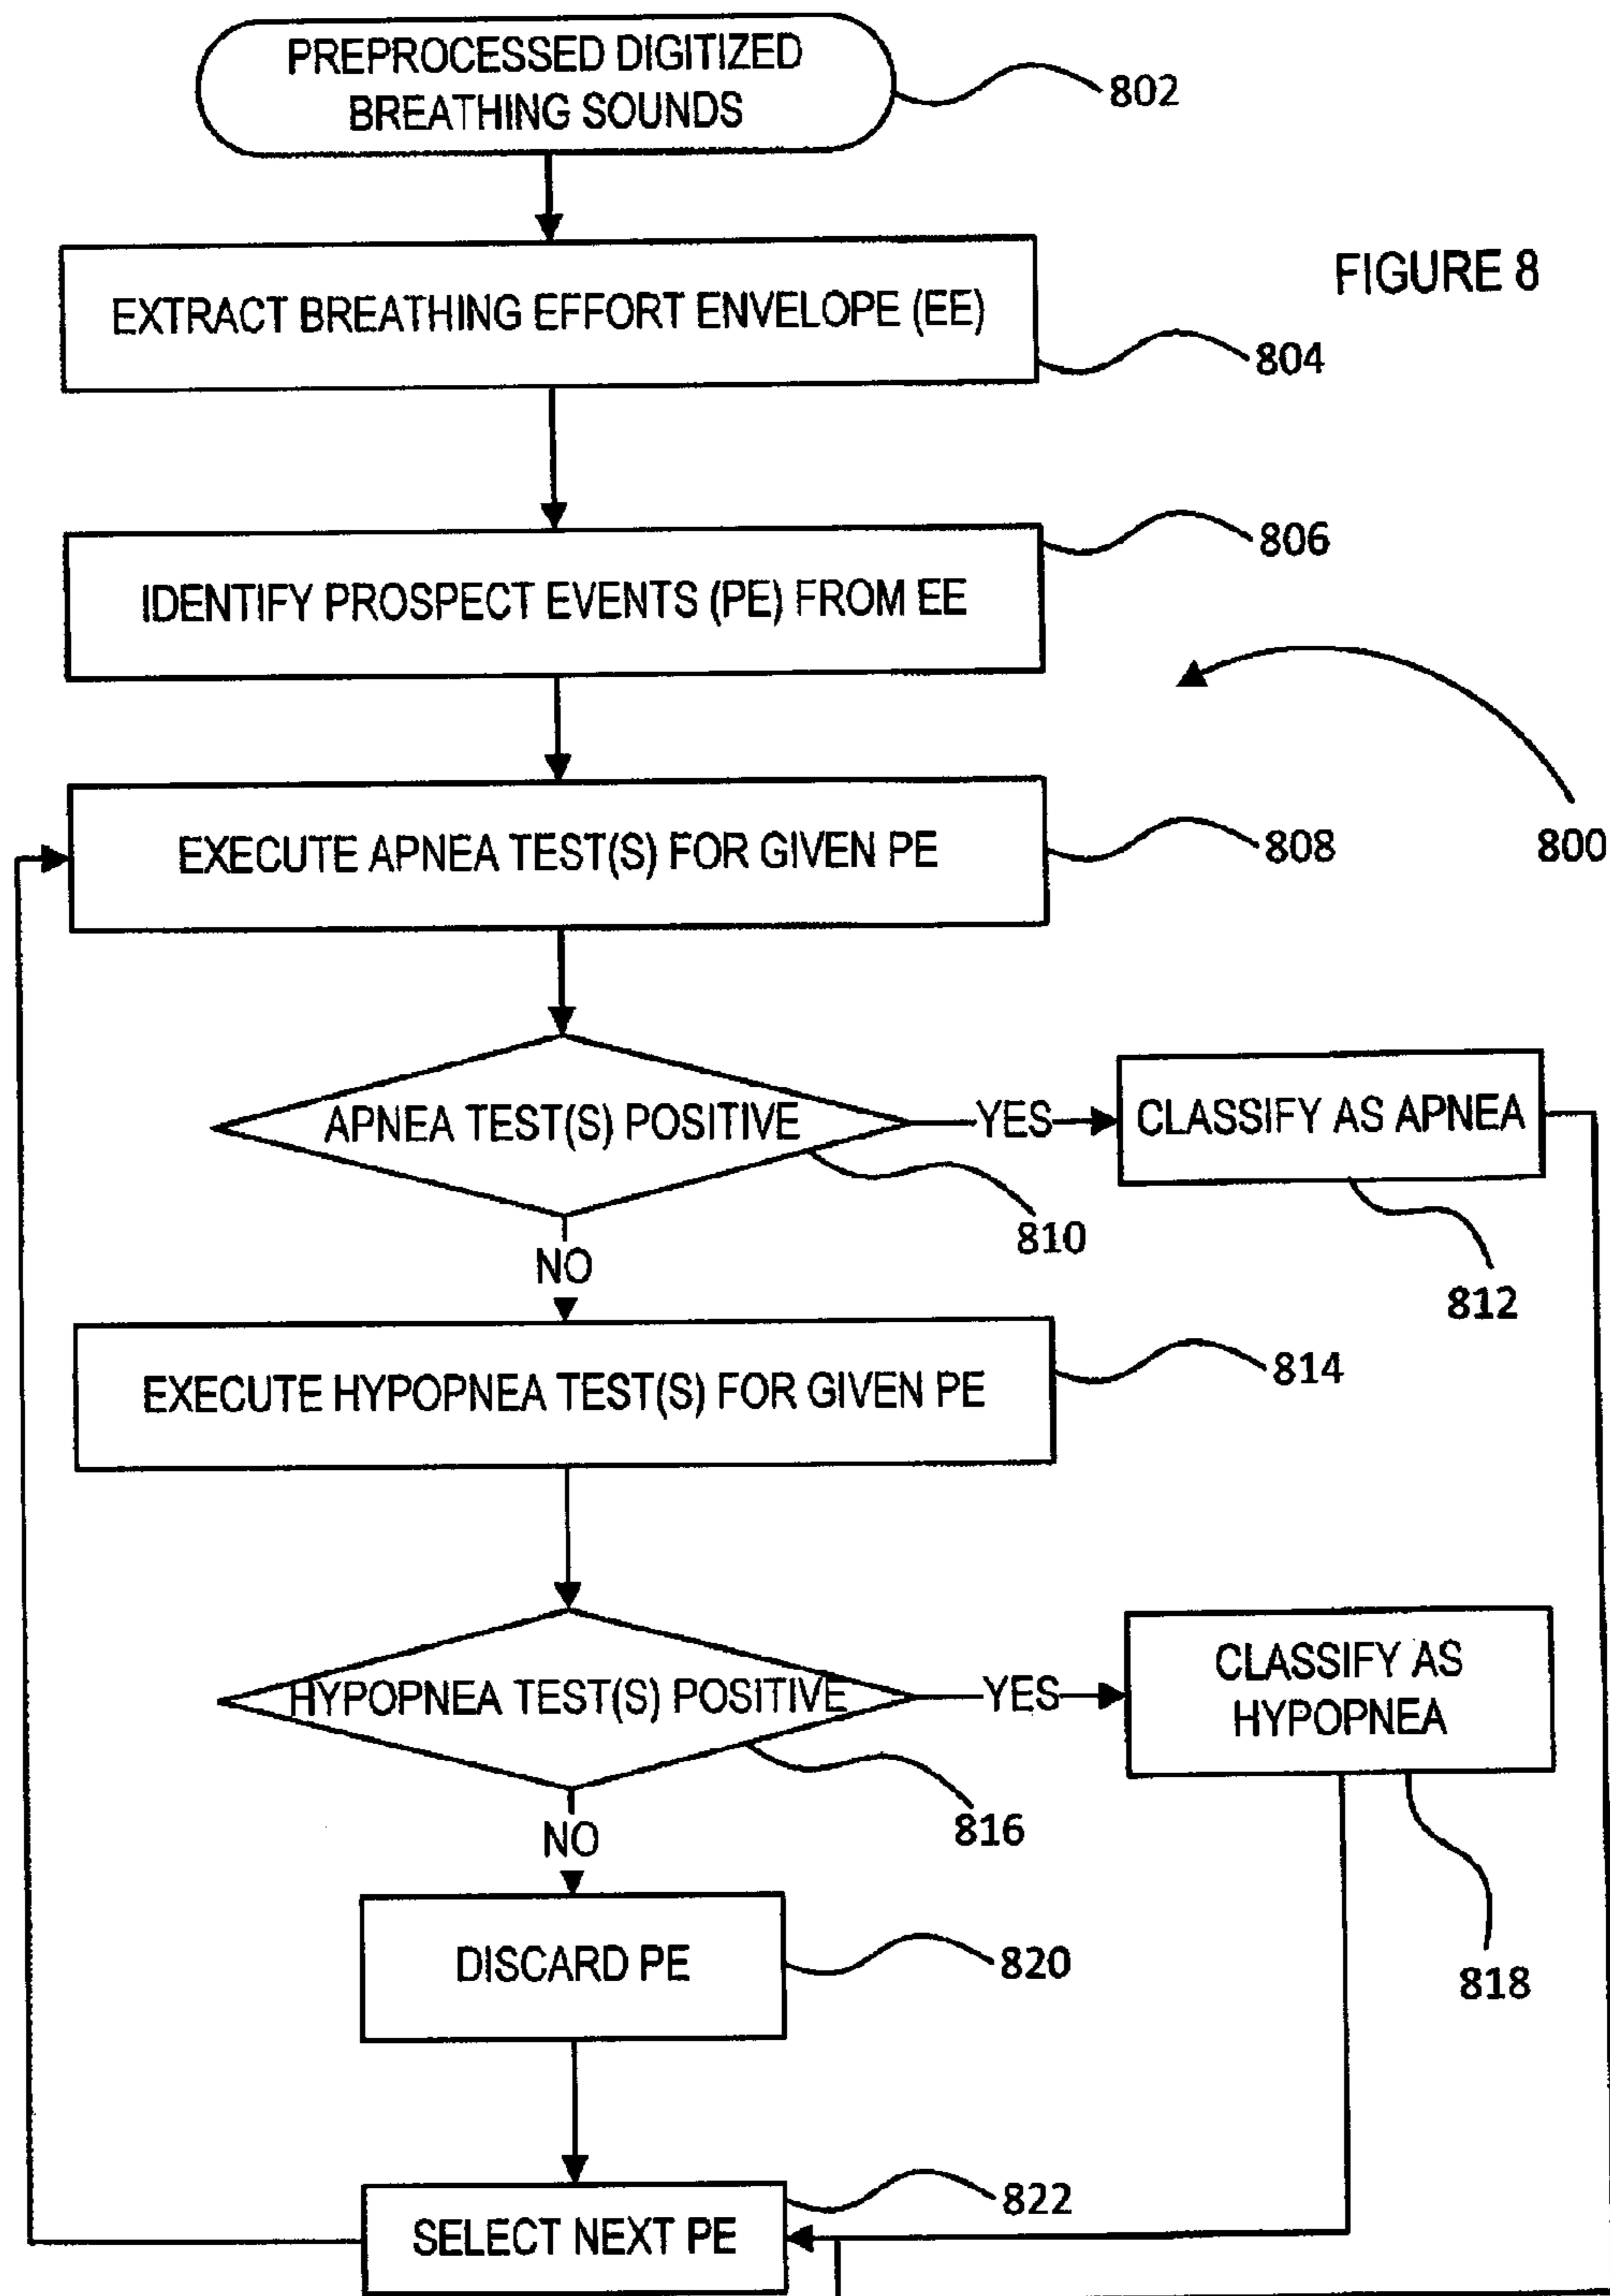 PREPROCESSED DIGITIZED
BREATHING SOUNDS
802
FIGURE 8
EXTRACT BREATHING EFFORT ENVELOPE (EE)
804
806
IDENTIFY PROSPECT EVENTS (PE) FROM EE
EXECUTE APNEA TEST(S) FOR GIVEN PE
808
800
APNEA TEST(S) POSITIVE
YES
CLASSIFY AS APNEA
810
NO
812
EXECUTE HYPOPNEA TEST(S) FOR GIVEN PE
814
HYPOPNEA TEST(S) POSITIVE
YES
CLASSIFY AS
HYPOPNEA
816
NO
DISCARD PE
820
818
822
SELECT NEXT PE